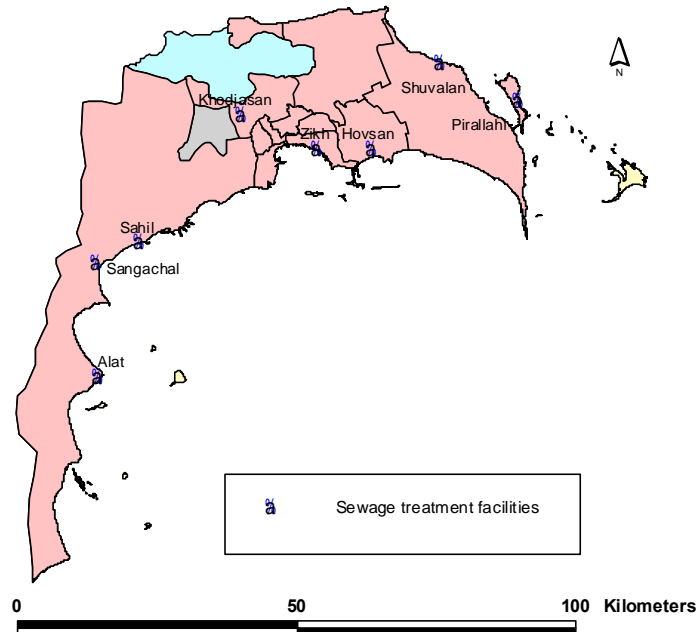 Shuvalan
Khodjasan
Pirallahi
Zikh
Hovsan
N
Sahil
Sangachal
Alat
Sewage treatment facilities
0
50
100
Kilometers